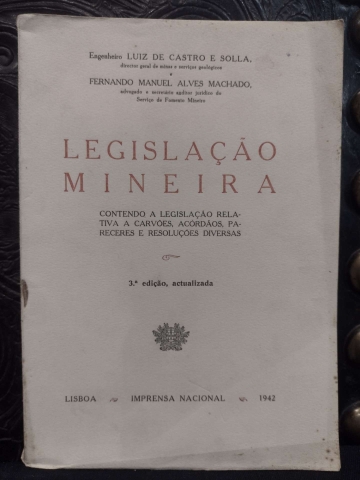 Engenheiro LUIZ DE CASTRO E SOLLA,
director geral de minas e serviços geológicos
e
FERNANDO MANUEL ALVES MACHADO,
advogado e assessor auditor jurídico do
Serviço de Fomento Mineiro
LEGISLAÇÃO
MINEIRA
CONTENDO A LEGISLAÇÃO RELA-
TIVA A CARVÕES, ACÓRDÃOS, PA-
RECERES E RESOLUÇÕES DIVERSAS
3.ª edição, actualizada
LISBOA IMPRENSA NACIONAL 1942